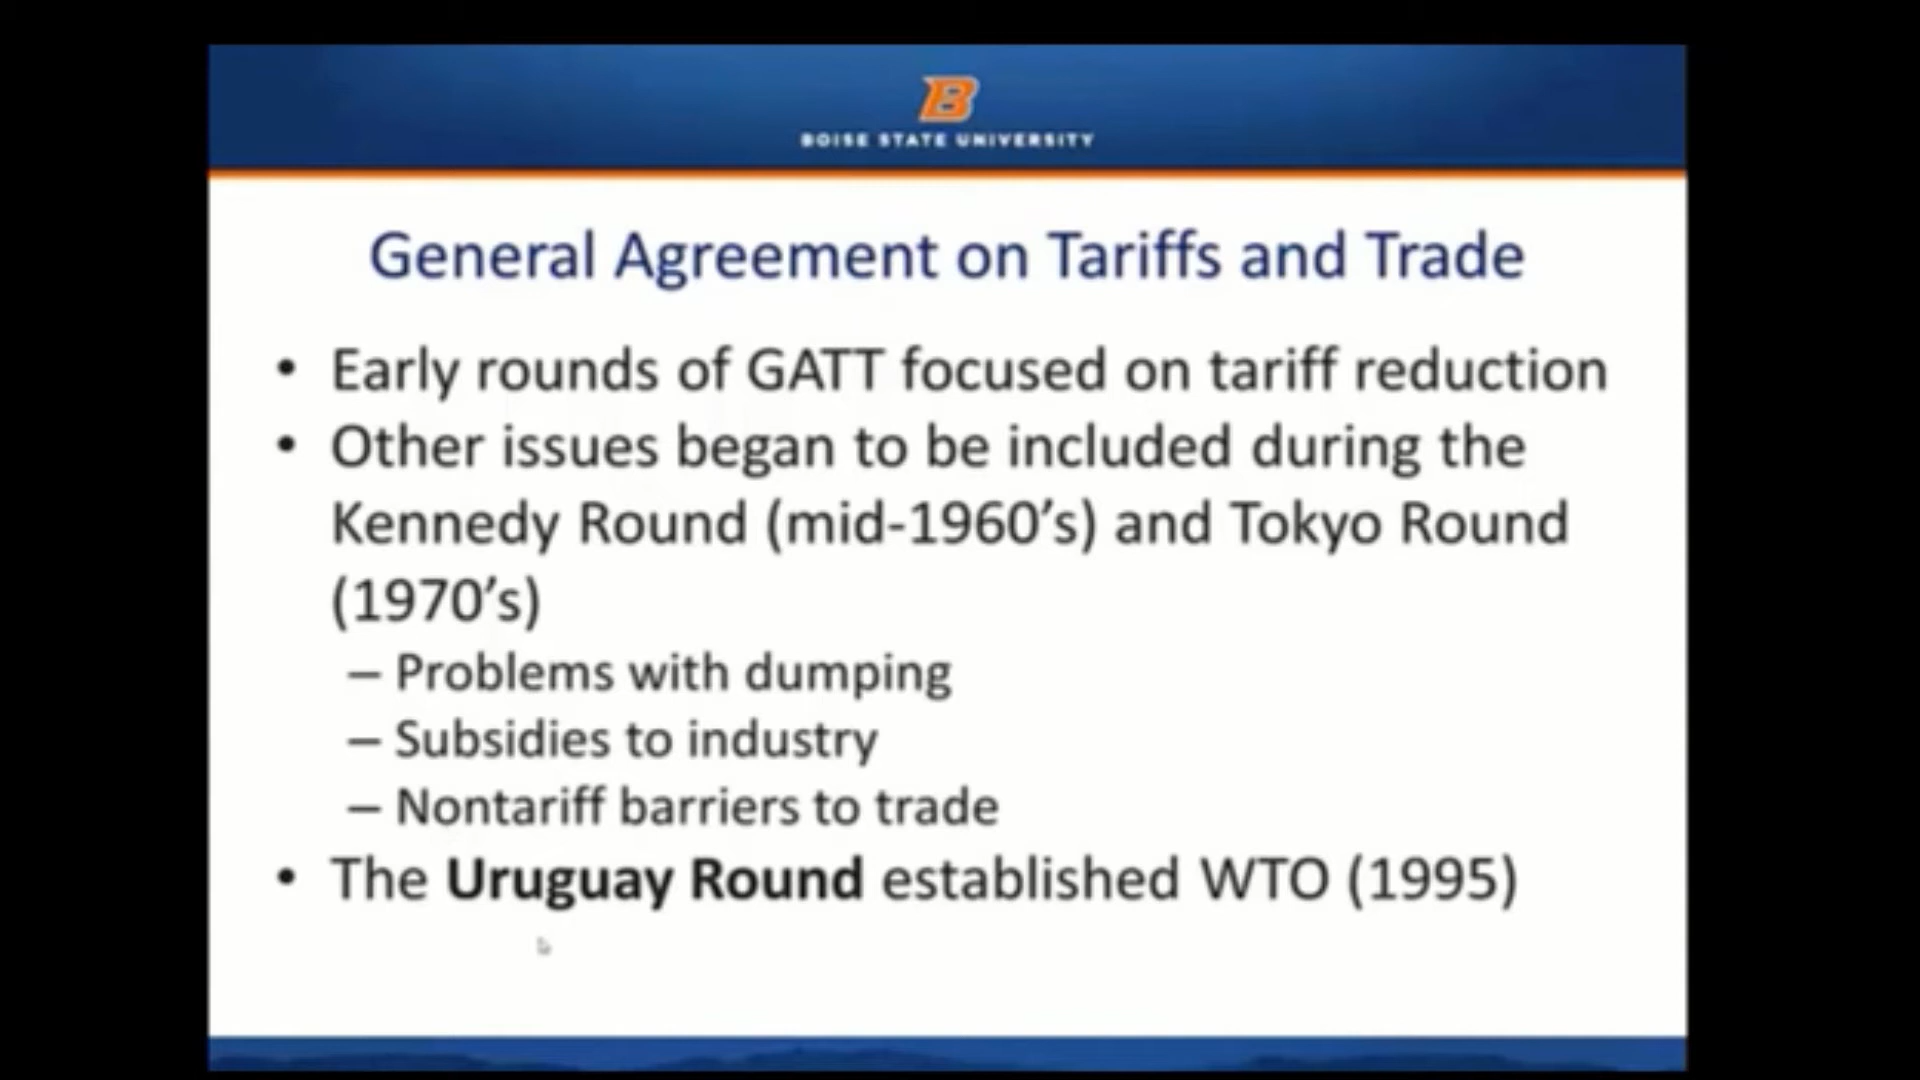 B
BOISE STATE UNIVERSITY
General Agreement on Tariffs and Trade
• Early rounds of GATT focused on tariff reduction
• Other issues began to be included during the
Kennedy Round (mid-1960’s) and Tokyo Round
(1970’s)
– Problems with dumping
– Subsidies to industry
– Nontariff barriers to trade
• The Uruguay Round established WTO (1995)